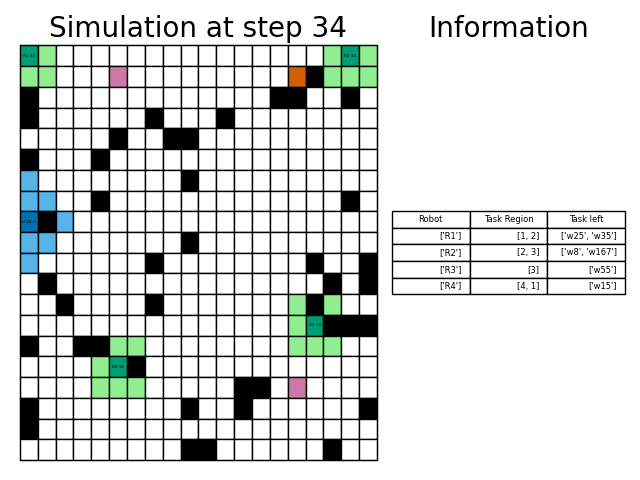 Simulation at step 34
Information
Robot Task Region Task left
['R1'] [1, 2] ['w25', 'w35']
['R2'] [2, 3] ['w8', 'w167']
['R3'] [3] ['w55']
['R4'] [4, 1] ['w15']